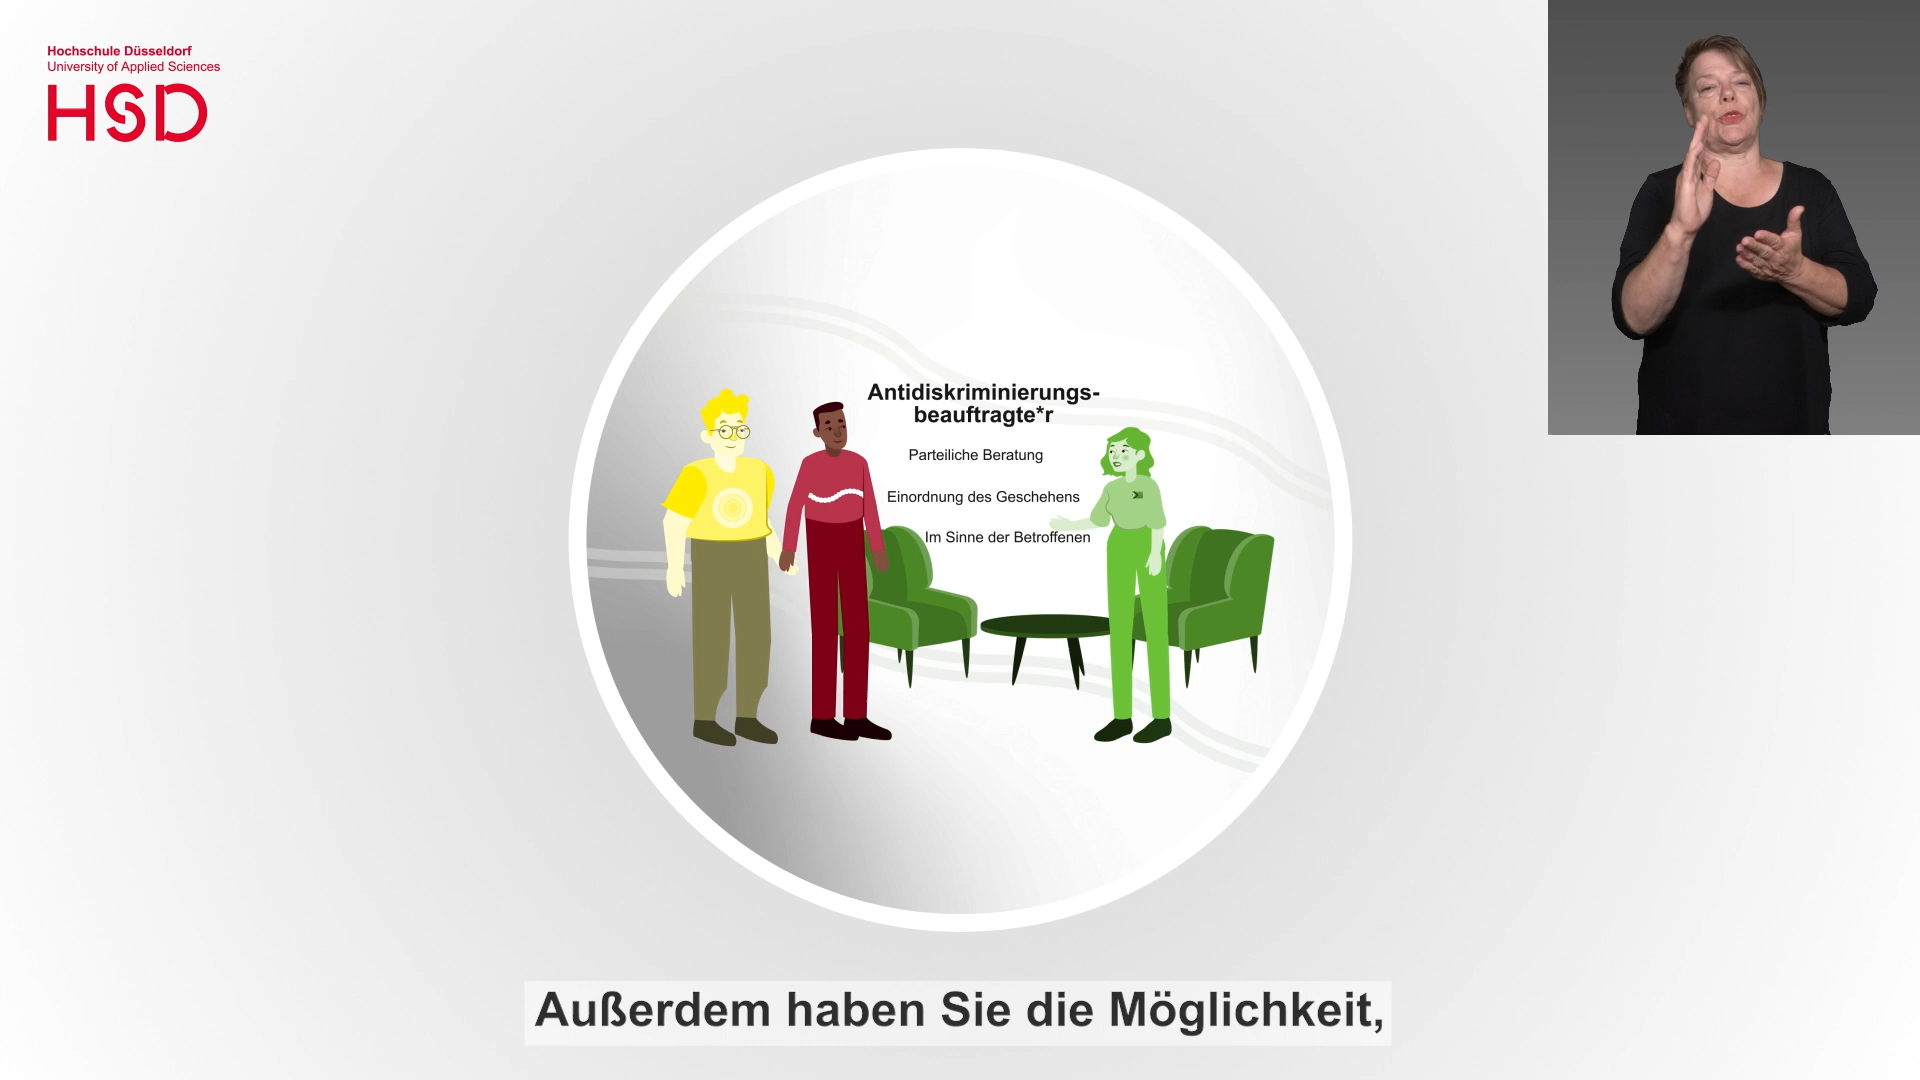 Hochschule Düsseldorf
University of Applied Sciences
HSD
Antidiskriminierungs-
beauftragte*r
Parteiliche Beratung
Einordnung des Geschehens
Im Sinne der Betroffenen
Außerdem haben Sie die Möglichkeit,